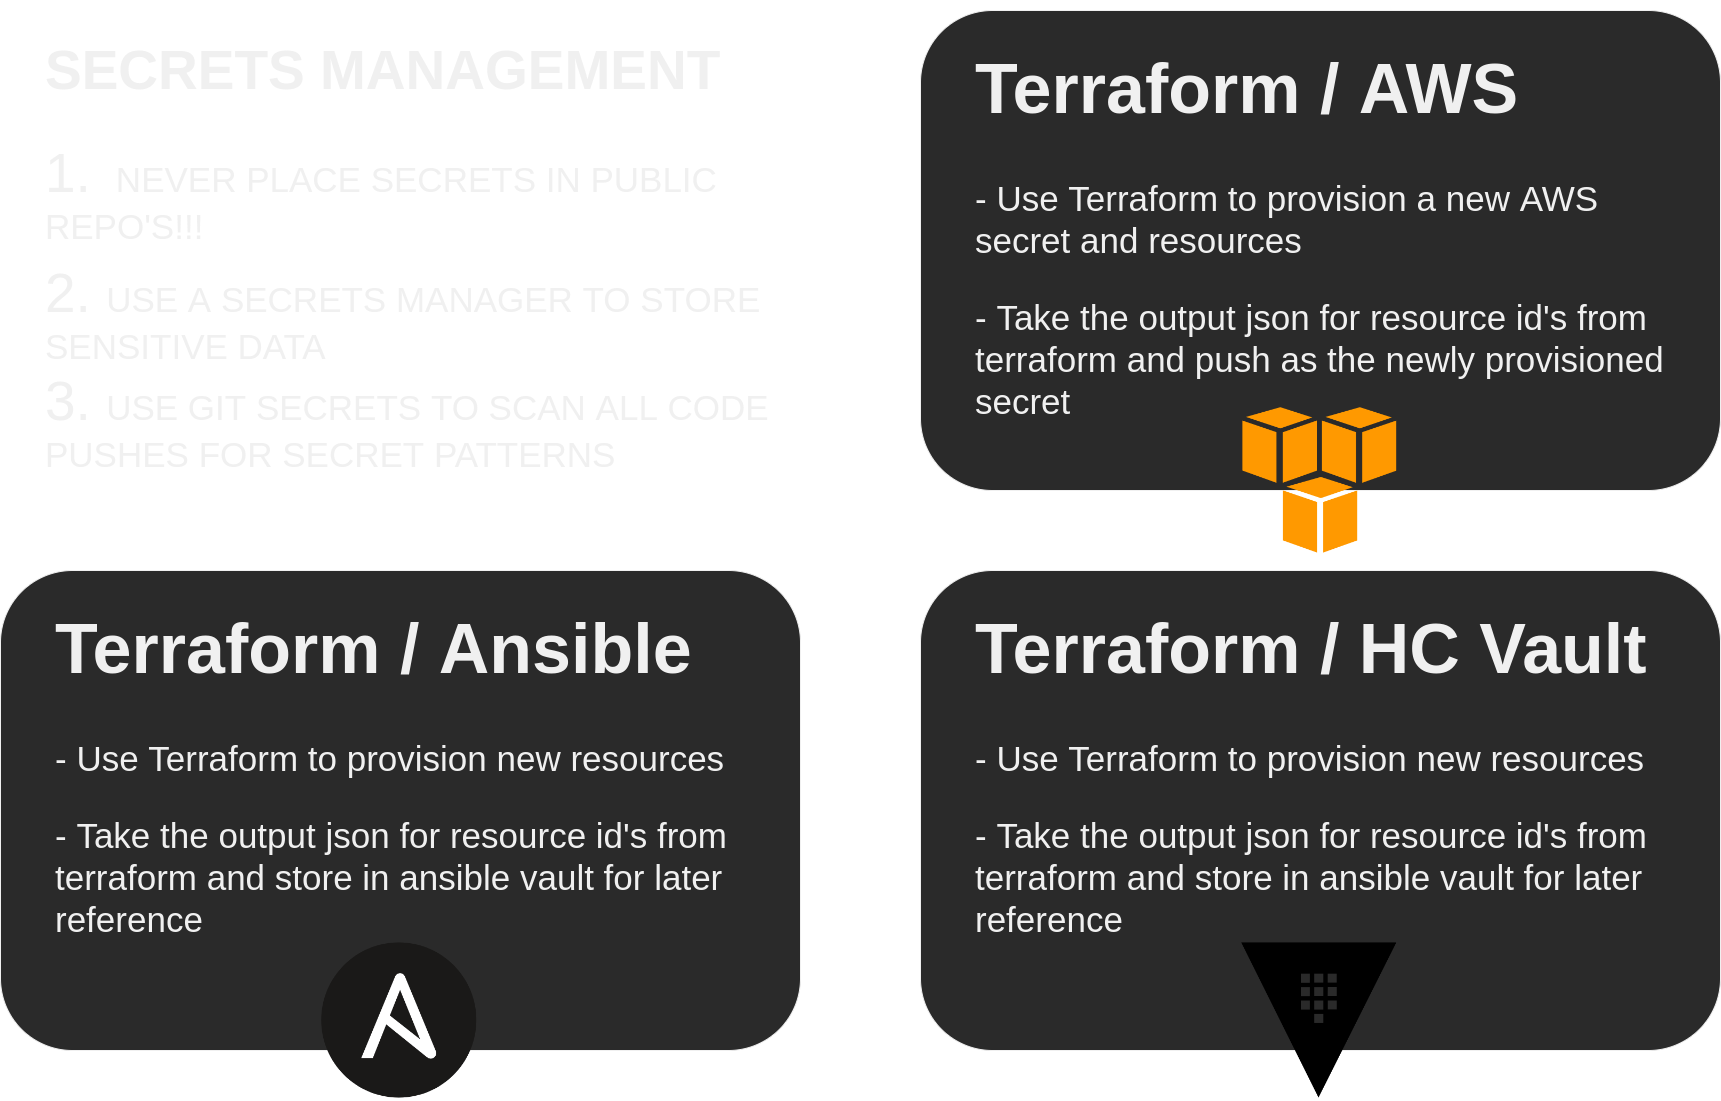 SECRETS MANAGEMENT
1. NEVER PLACE SECRETS IN PUBLIC
REPO'S!!!
2. USE A SECRETS MANAGER TO STORE
SENSITIVE DATA
3. USE GIT SECRETS TO SCAN ALL CODE
PUSHES FOR SECRET PATTERNS
Terraform / AWS
- Use Terraform to provision a new AWS
secret and resources
- Take the output json for resource id's from
terraform and push as the newly provisioned
secret
Terraform / Ansible
- Use Terraform to provision new resources
- Take the output json for resource id's from
terraform and store in ansible vault for later
reference
Terraform / HC Vault
- Use Terraform to provision new resources
- Take the output json for resource id's from
terraform and store in ansible vault for later
reference